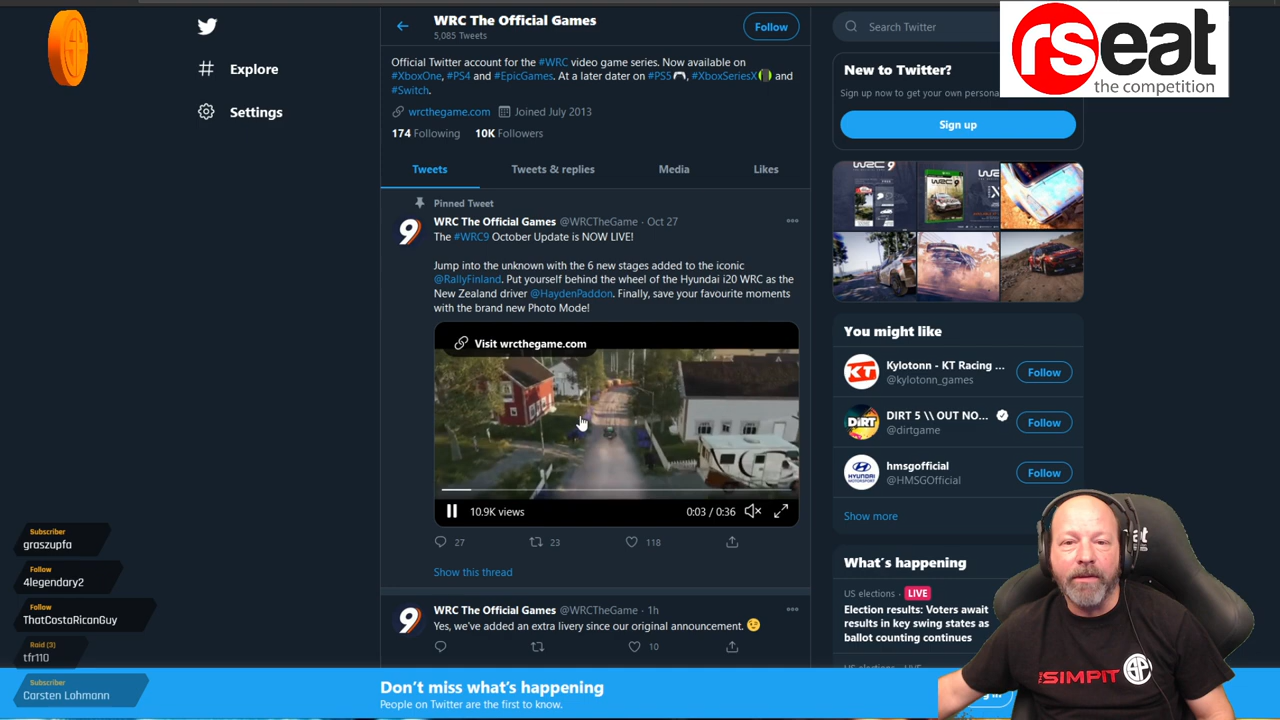 WRC The Official Games
5,085 Tweets
Follow
Search Twitter
rseat
the competition
Explore
Settings
Official Twitter account for the #WRC video game series. Now available on
#XboxOne, #PS4 and #EpicGames. At a later dater on #PS5🎮, #XboxSeriesX and
#Switch.
wrcthegame.com Joined July 2013
174 Following 10K Followers
Tweets Tweets & replies Media Likes
Pinned Tweet
WRC The Official Games @WRCTheGame · Oct 27
The #WRC9 October Update is NOW LIVE!
Jump into the unknown with the 6 new stages added to the iconic
@RallyFinland. Put yourself behind the wheel of the Hyundai i20 WRC as the
New Zealand driver @HaydenPaddon. Finally, save your favourite moments
with the brand new Photo Mode!
Visit wrcthegame.com
10.9K views 0:03 / 0:36
27 23 118
Show this thread
9 WRC The Official Games @WRCTheGame · 1h
Yes, we've added an extra livery since our original announcement. 😉
10
New to Twitter?
Sign up now to get your own persona
Sign up
WRC 9
You might like
KT Kylotonn - KT Racing ...
@kylotonn_games
Follow
DiRT DIRT 5 \\ OUT NO...
@dirtgame
Follow
hmsgofficial
@HMSGOfficial
Follow
Show more
What's happening
US elections · LIVE
Election results: Voters await
results in key swing states as
ballot counting continues
Subscriber
graszupfa
Follow
4legendary2
Follow
ThatCostaRicanGuy
Raid (3)
tfr110
Subscriber
Carsten Lohmann
Don't miss what's happening
People on Twitter are the first to know.
THE SIMPIT SP